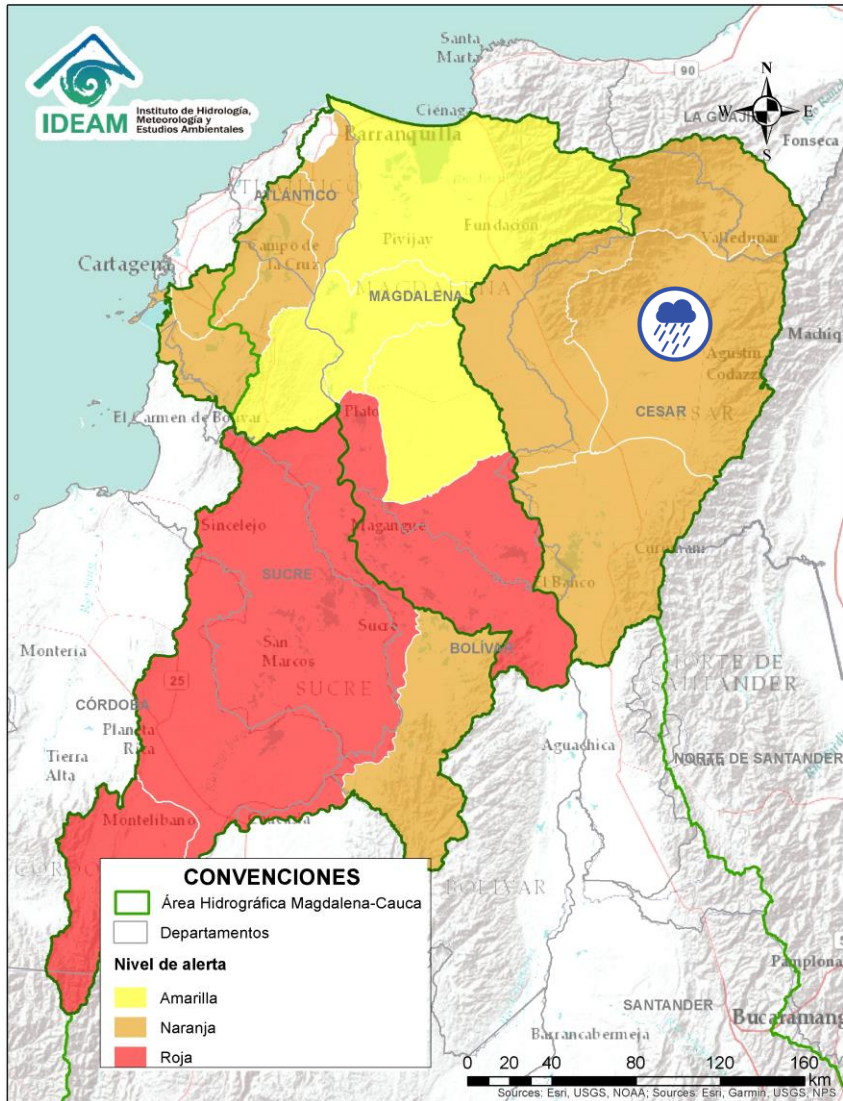 IDEAM
Instituto de Hidrología,
Meteorología y
Estudios Ambientales
Santa
Marta
90
N
W
E
S
LA GUAJI
Fonseca
Ciénaga
Barranquilla
ATLÁNTICO
Fundación
Valledupar
Cartagena
Campo de
la Cruz
Pivijay
MAGDALENA
Agustín
Codazzi
Machiq
CESAR
El Carmen de Bolívar
Plato
Sincelejo
Magangué
SUCRE
El Banco
Sucre
San
Marcos
SUCRE
BOLÍVAR
Montería
25
CÓRDOBA
Planeta
Rica
Tierra
Alta
Aguachica
NORTE DE
SANTANDER
NORTE DE SANTANDER
Montelíbano
BOLÍVAR
Pamplona
SANTANDER
Bucaramang
Barrancabermeja
CONVENCIONES
Área Hidrográfica Magdalena-Cauca
Departamentos
Nivel de alerta
Amarilla
Naranja
Roja
0 20 40 80 120 160
Km
Sources: Esri, USGS, NOAA; Sources: Esri, Garmin, USGS, NPS